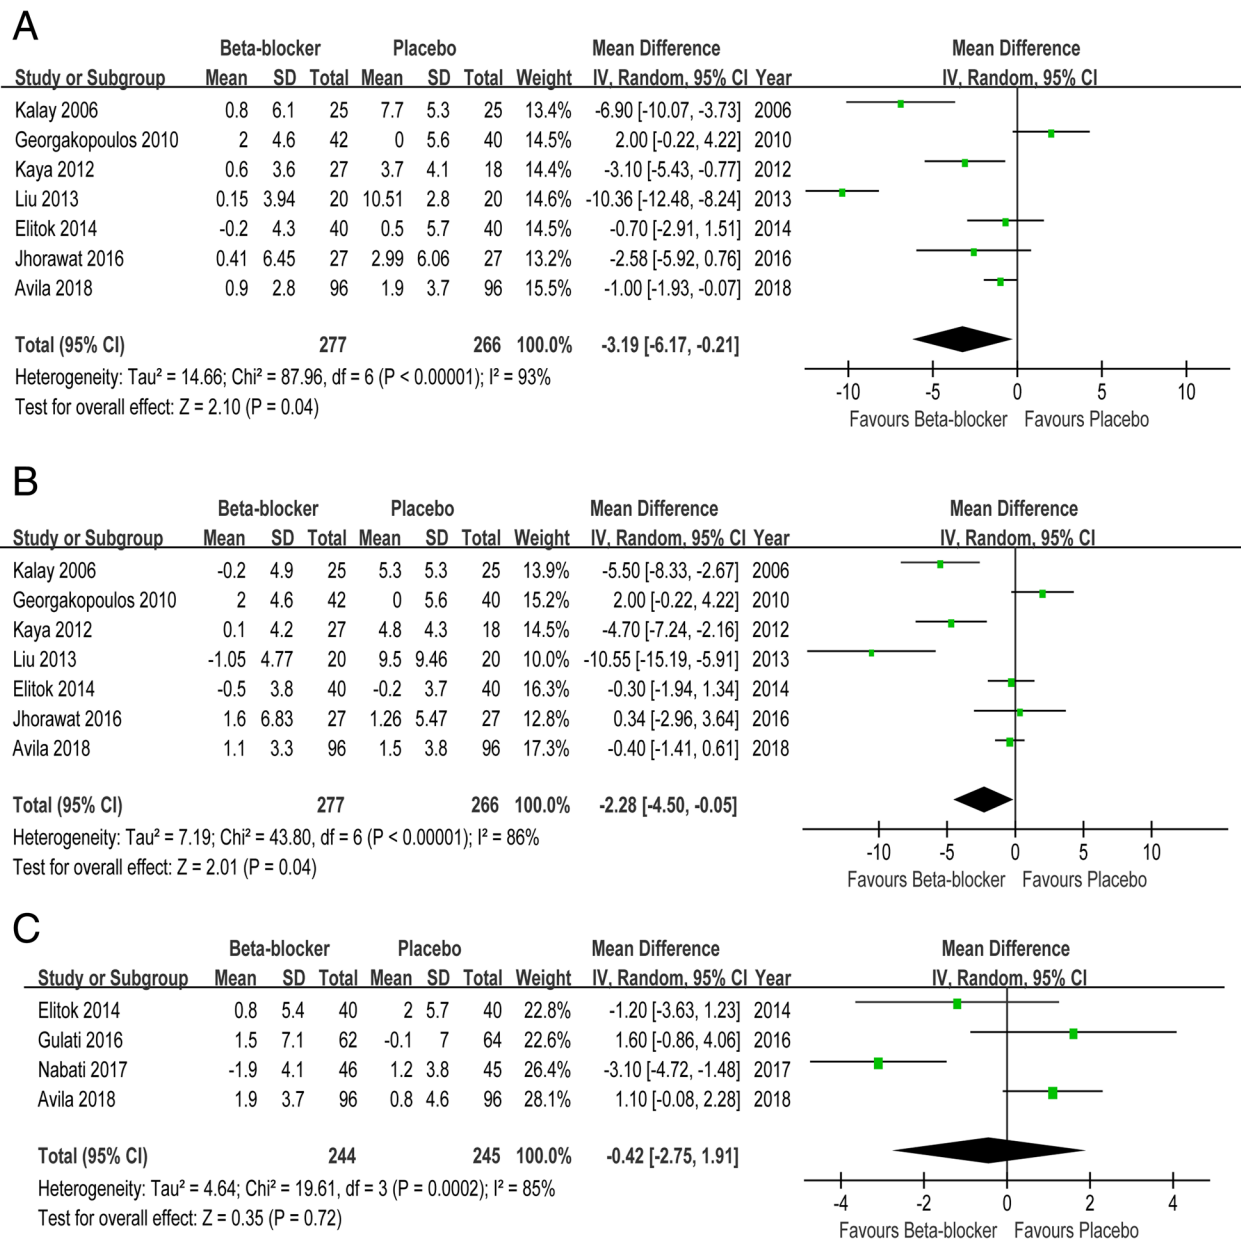 A
Beta-blocker Placebo Mean Difference Mean Difference
Study or Subgroup Mean SD Total Mean SD Total Weight IV, Random, 95% CI Year IV, Random, 95% CI
Kalay 2006 0.8 6.1 25 7.7 5.3 25 13.4% -6.90 [-10.07, -3.73] 2006
Georgakopoulos 2010 2 4.6 42 0 5.6 40 14.5% 2.00 [-0.22, 4.22] 2010
Kaya 2012 0.6 3.6 27 3.7 4.1 18 14.4% -3.10 [-5.43, -0.77] 2012
Liu 2013 0.15 3.94 20 10.51 2.8 20 14.6% -10.36 [-12.48, -8.24] 2013
Elitok 2014 -0.2 4.3 40 0.5 5.7 40 14.5% -0.70 [-2.91, 1.51] 2014
Jhorawat 2016 0.41 6.45 27 2.99 6.06 27 13.2% -2.58 [-5.92, 0.76] 2016
Avila 2018 0.9 2.8 96 1.9 3.7 96 15.5% -1.00 [-1.93, -0.07] 2018
Total (95% CI) 277 266 100.0% -3.19 [-6.17, -0.21]
Heterogeneity: Tau² = 14.66; Chi² = 87.96, df = 6 (P < 0.00001); I² = 93%
Test for overall effect: Z = 2.10 (P = 0.04)
-10 -5 0 5 10
Favours Beta-blocker Favours Placebo
B
Beta-blocker Placebo Mean Difference Mean Difference
Study or Subgroup Mean SD Total Mean SD Total Weight IV, Random, 95% CI Year IV, Random, 95% CI
Kalay 2006 -0.2 4.9 25 5.3 5.3 25 13.9% -5.50 [-8.33, -2.67] 2006
Georgakopoulos 2010 2 4.6 42 0 5.6 40 15.2% 2.00 [-0.22, 4.22] 2010
Kaya 2012 0.1 4.2 27 4.8 4.3 18 14.5% -4.70 [-7.24, -2.16] 2012
Liu 2013 -1.05 4.77 20 9.5 9.46 20 10.0% -10.55 [-15.19, -5.91] 2013
Elitok 2014 -0.5 3.8 40 -0.2 3.7 40 16.3% -0.30 [-1.94, 1.34] 2014
Jhorawat 2016 1.6 6.83 27 1.26 5.47 27 12.8% 0.34 [-2.96, 3.64] 2016
Avila 2018 1.1 3.3 96 1.5 3.8 96 17.3% -0.40 [-1.41, 0.61] 2018
Total (95% CI) 277 266 100.0% -2.28 [-4.50, -0.05]
Heterogeneity: Tau² = 7.19; Chi² = 43.80, df = 6 (P < 0.00001); I² = 86%
Test for overall effect: Z = 2.01 (P = 0.04)
-10 -5 0 5 10
Favours Beta-blocker Favours Placebo
C
Beta-blocker Placebo Mean Difference Mean Difference
Study or Subgroup Mean SD Total Mean SD Total Weight IV, Random, 95% CI Year IV, Random, 95% CI
Elitok 2014 0.8 5.4 40 2 5.7 40 22.8% -1.20 [-3.63, 1.23] 2014
Gulati 2016 1.5 7.1 62 -0.1 7 64 22.6% 1.60 [-0.86, 4.06] 2016
Nabati 2017 -1.9 4.1 46 1.2 3.8 45 26.4% -3.10 [-4.72, -1.48] 2017
Avila 2018 1.9 3.7 96 0.8 4.6 96 28.1% 1.10 [-0.08, 2.28] 2018
Total (95% CI) 244 245 100.0% -0.42 [-2.75, 1.91]
Heterogeneity: Tau² = 4.64; Chi² = 19.61, df = 3 (P = 0.0002); I² = 85%
Test for overall effect: Z = 0.35 (P = 0.72)
-4 -2 0 2 4
Favours Beta-blocker Favours Placebo